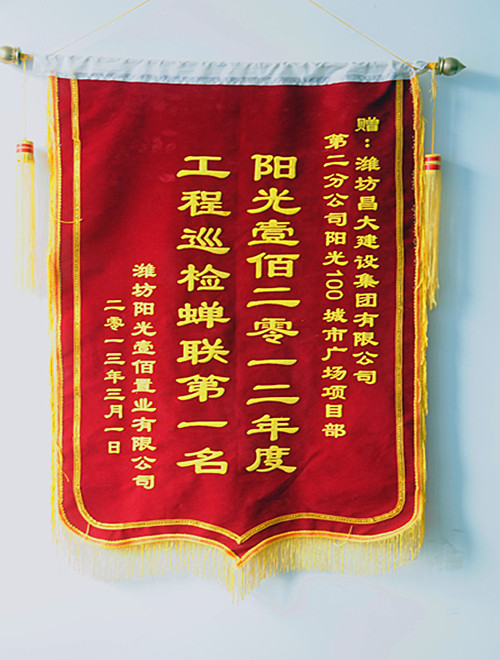 赠：潍坊昌大建设集团有限公司
第二分公司阳光100城市广场项目部
阳光壹佰二零一二年度
工程巡检蝉联第一名
潍坊阳光壹佰置业有限公司
二零一三年三月一日